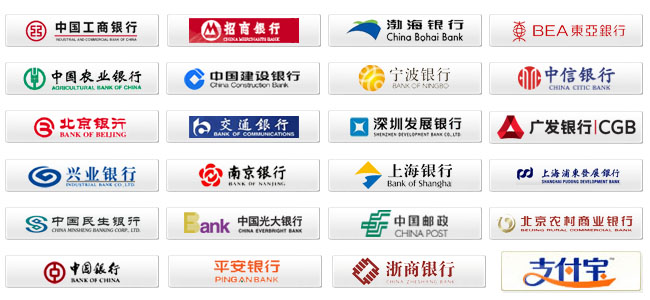 中国工商银行
INDUSTRIAL AND COMMERCIAL BANK OF CHINA
招商银行
CHINA MERCHANTS BANK
渤海银行
China Bohai Bank
BEA東亞銀行
中国农业银行
AGRICULTURAL BANK OF CHINA
中国建设银行
China Construction Bank
宁波银行
BANK OF NINGBO
中信银行
CHINA CITIC BANK
北京银行
BANK OF BEIJING
交通銀行
BANK OF COMMUNICATIONS
深圳发展银行
SHENZHEN DEVELOPMENT BANK
广发银行|CGB
兴业银行
INDUSTRIAL BANK CO.,LTD.
南京银行
BANK OF NANJING
上海银行
Bank of Shanghai
上海浦東發展銀行
SHANGHAI PUDONG DEVELOPMENT BANK
中国民生银行
CHINA MINSHENG BANKING CORP., LTD.
Bank
中国光大银行
CHINA EVERBRIGHT BANK
中国邮政
CHINA POST
北京农村商业银行
BEIJING RURAL COMMERCIAL BANK
中國銀行
BANK OF CHINA
平安银行
PING AN BANK
浙商银行
CHINA ZHESHANG BANK
支付宝